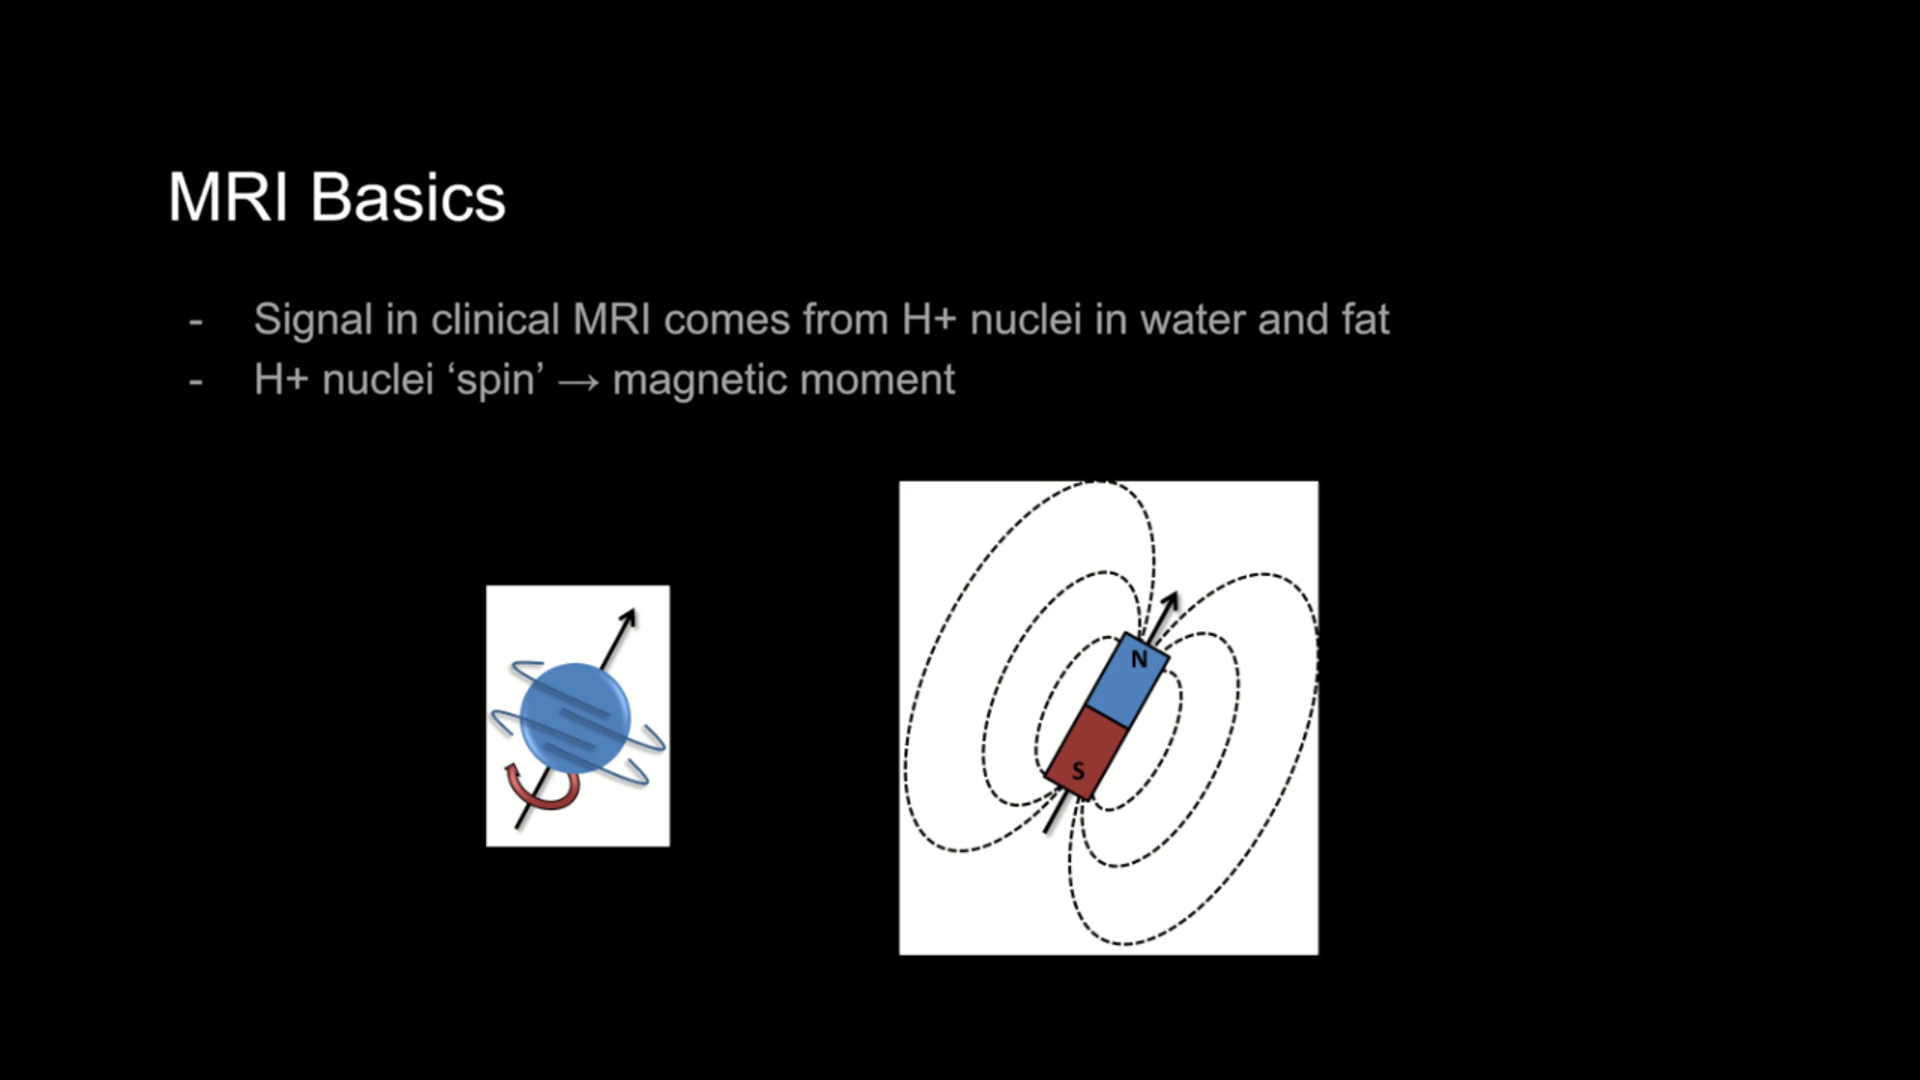 MRI Basics
- Signal in clinical MRI comes from H+ nuclei in water and fat
- H+ nuclei ‘spin’ → magnetic moment
N
S